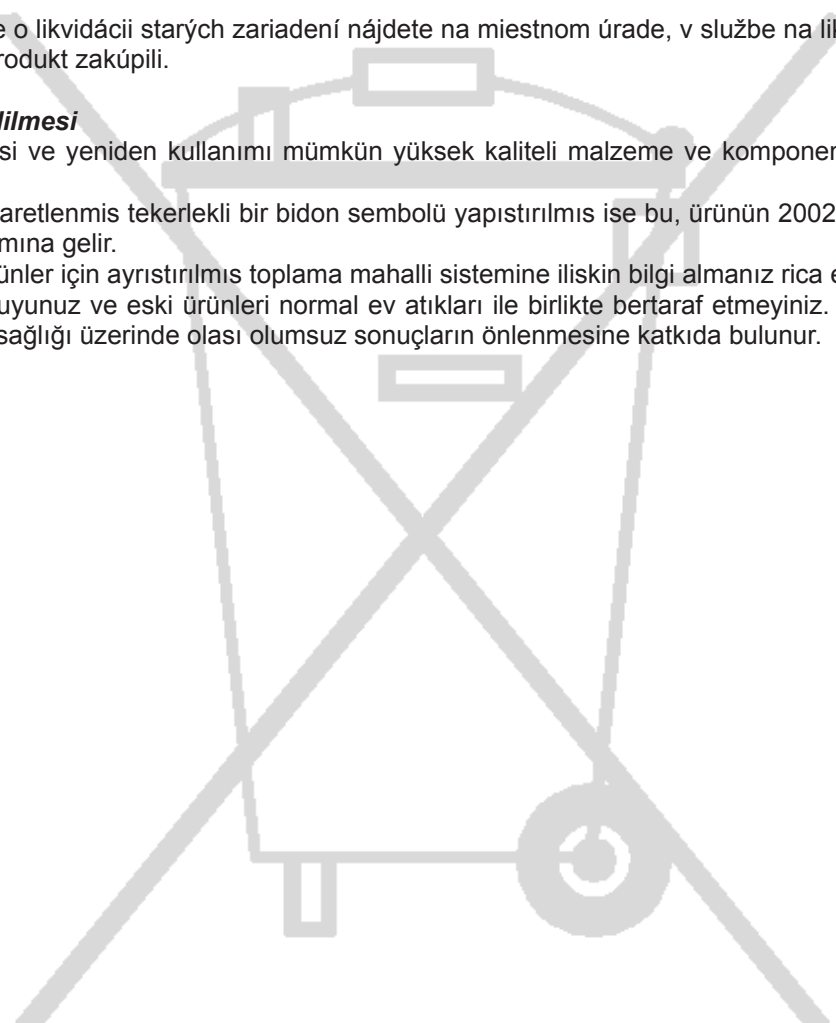 e o likvidácii starých zariadení nájdete na miestnom úrade, v službe na lik
rodukt zakúpili.
dilmesi
si ve yeniden kullanımı mümkün yüksek kaliteli malzeme ve komponen
aretlenmis tekerlekli bir bidon sembolü yapıstırılmıs ise bu, ürünün 2002
mına gelir.
ünler için ayrıstırılmıs toplama mahalli sistemine iliskin bilgi almanız rica e
uyunuz ve eski ürünleri normal ev atıkları ile birlikte bertaraf etmeyiniz.
sağlığı üzerinde olası olumsuz sonuçların önlenmesine katkıda bulunur.